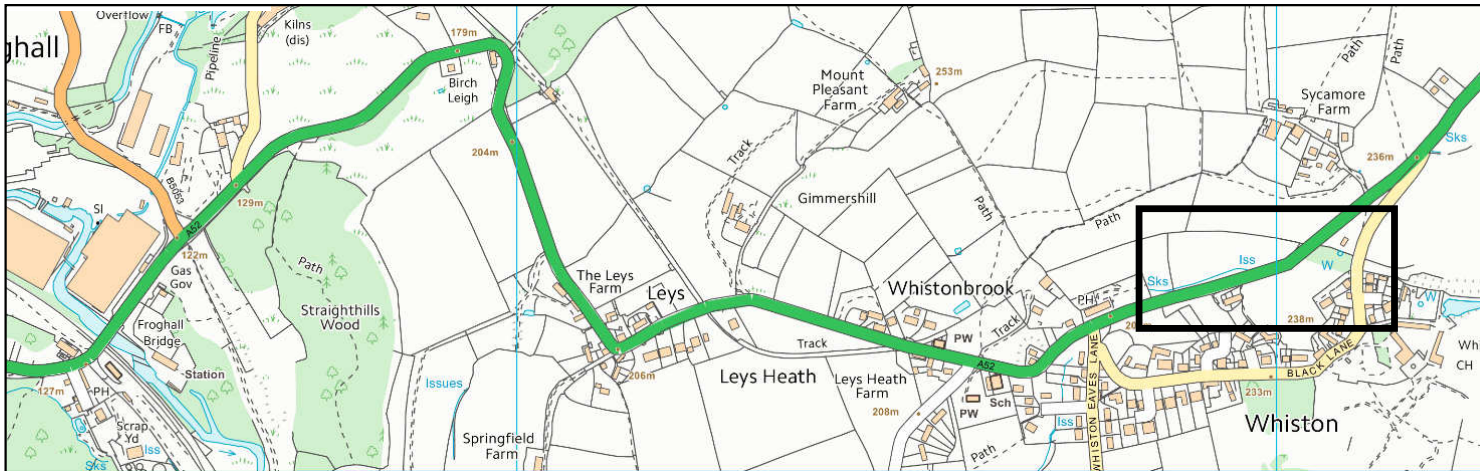 Overflow
FB
ghall
Pipeline
Kilns
(dis)
179m
Birch
Leigh
204m
B5053
129m
SI
A52
122m
Gas
Gov
Path
Straighthills
Wood
Froghall
Bridge
Station
127m
PH
Scrap
Yd
Iss
Sks
Issues
Springfield
Farm
The Leys
Farm
Leys
206m
Track
Mount
Pleasant
Farm
253m
Gimmershill
Path
Track
Leys Heath
Leys Heath
Farm
208m
Whistonbrook
PW
Track
A52
PW
Sch
Path
Iss
PH
WHISTON EAVES LANE
Path
Sks
Iss
W
238m
BLACK LANE
233m
Whiston
Path
Path
Sycamore
Farm
236m
Sks
W
Wh
CH